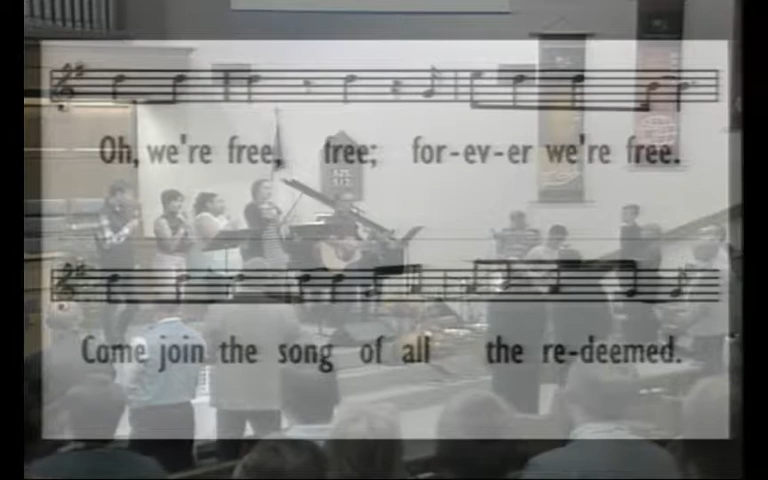 Oh, we're free, free; for-ev-er we're free.
Come join the song of all the re-deemed.